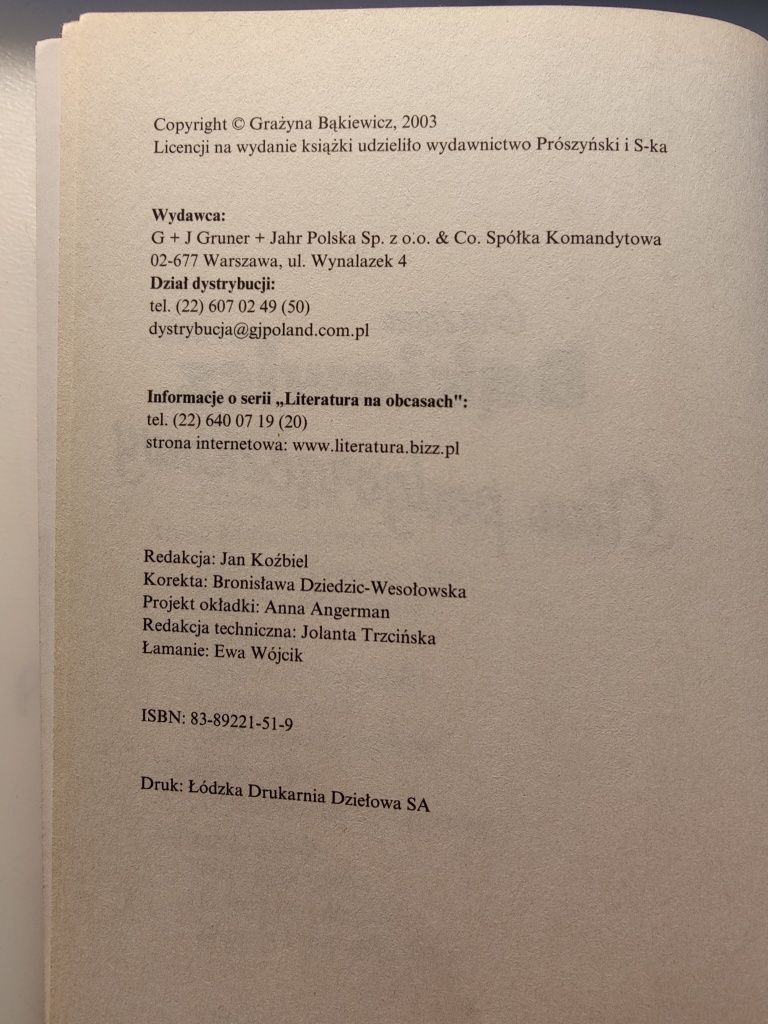 Copyright © Grażyna Bąkiewicz, 2003
Licencji na wydanie książki udzieliło wydawnictwo Prószyński i S-ka
Wydawca:
G + J Gruner + Jahr Polska Sp. z o.o. & Co. Spółka Komandytowa
02-677 Warszawa, ul. Wynalazek 4
Dział dystrybucji:
tel. (22) 607 02 49 (50)
dystrybucja@gjpoland.com.pl
Informacje o serii „Literatura na obcasach":
tel. (22) 640 07 19 (20)
strona internetowa: www.literatura.bizz.pl
Redakcja: Jan Koźbiel
Korekta: Bronisława Dziedzic-Wesołowska
Projekt okładki: Anna Angerman
Redakcja techniczna: Jolanta Trzcińska
Łamanie: Ewa Wójcik
ISBN: 83-89221-51-9
Druk: Łódzka Drukarnia Dziełowa SA